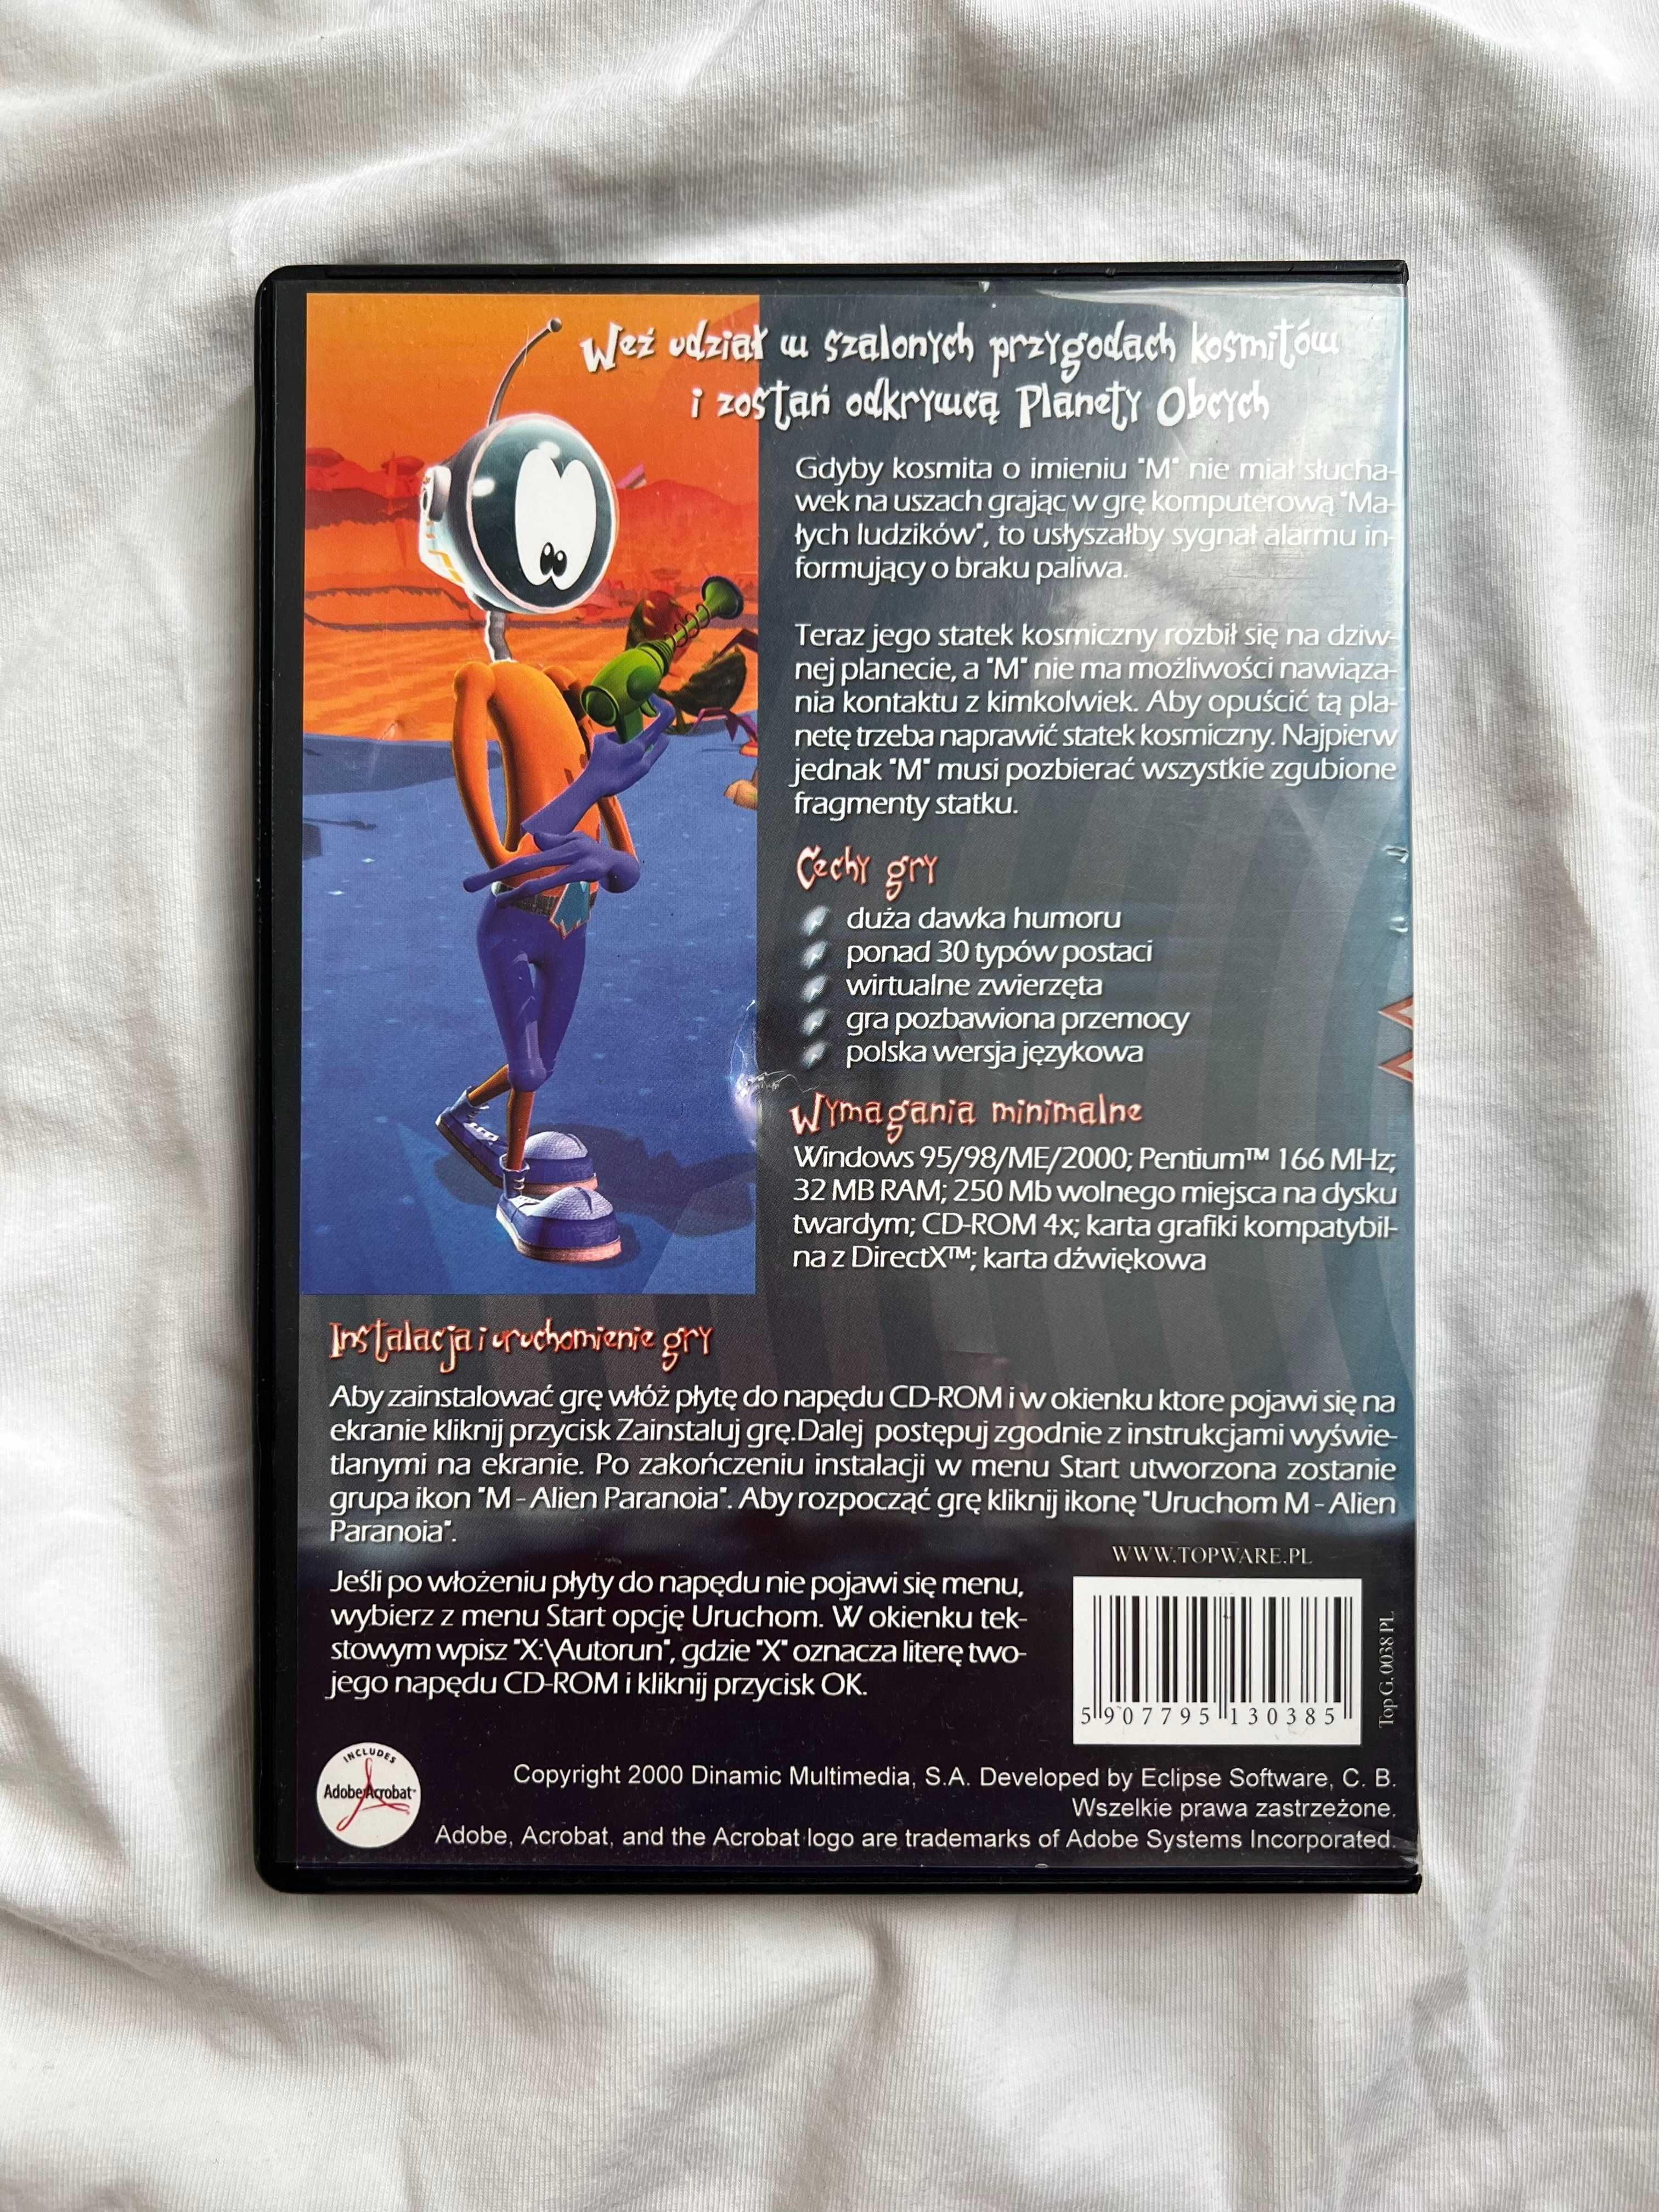 Weź udział w szalonych przygodach kosmitów
i zostań odkrywcą Planety Obcych
Gdyby kosmita o imieniu "M" nie miał słucha-
wek na uszach grając w grę komputerową "Ma-
łych ludzików", to usłyszałby sygnał alarmu in-
formujący o braku paliwa.
Teraz jego statek kosmiczny rozbił się na dziw-
nej planecie, a "M" nie ma możliwości nawiąza-
nia kontaktu z kimkolwiek. Aby opuścić tą pla-
netę trzeba naprawić statek kosmiczny. Najpierw
jednak "M" musi pozbierać wszystkie zgubione
fragmenty statku.
Cechy gry
duża dawka humoru
ponad 30 typów postaci
wirtualne zwierzęta
gra pozbawiona przemocy
polska wersja językowa
Wymagania minimalne
Windows 95/98/ME/2000; Pentium™ 166 MHz;
32 MB RAM; 250 Mb wolnego miejsca na dysku
twardym; CD-ROM 4x; karta grafiki kompatybil-
na z DirectX™; karta dźwiękowa
Instalacja i uruchomienie gry
Aby zainstalować grę włóż płytę do napędu CD-ROM i w okienku ktore pojawi się na
ekranie kliknij przycisk Zainstaluj grę.Dalej postępuj zgodnie z instrukcjami wyświe-
tlanymi na ekranie. Po zakończeniu instalacji w menu Start utworzona zostanie
grupa ikon "M - Alien Paranoia". Aby rozpocząć grę kliknij ikonę "Uruchom M - Alien
Paranoia".
Jeśli po włożeniu płyty do napędu nie pojawi się menu,
wybierz z menu Start opcję Uruchom. W okienku tek-
stowym wpisz "X:\Autorun", gdzie "X" oznacza literę two-
jego napędu CD-ROM i kliknij przycisk OK.
WWW.TOPWARE.PL
5 907795 130385
Top G. 0038 PL
INCLUDES
Adobe Acrobat™
Copyright 2000 Dinamic Multimedia, S.A. Developed by Eclipse Software, C. B.
Wszelkie prawa zastrzeżone.
Adobe, Acrobat, and the Acrobat logo are trademarks of Adobe Systems Incorporated.